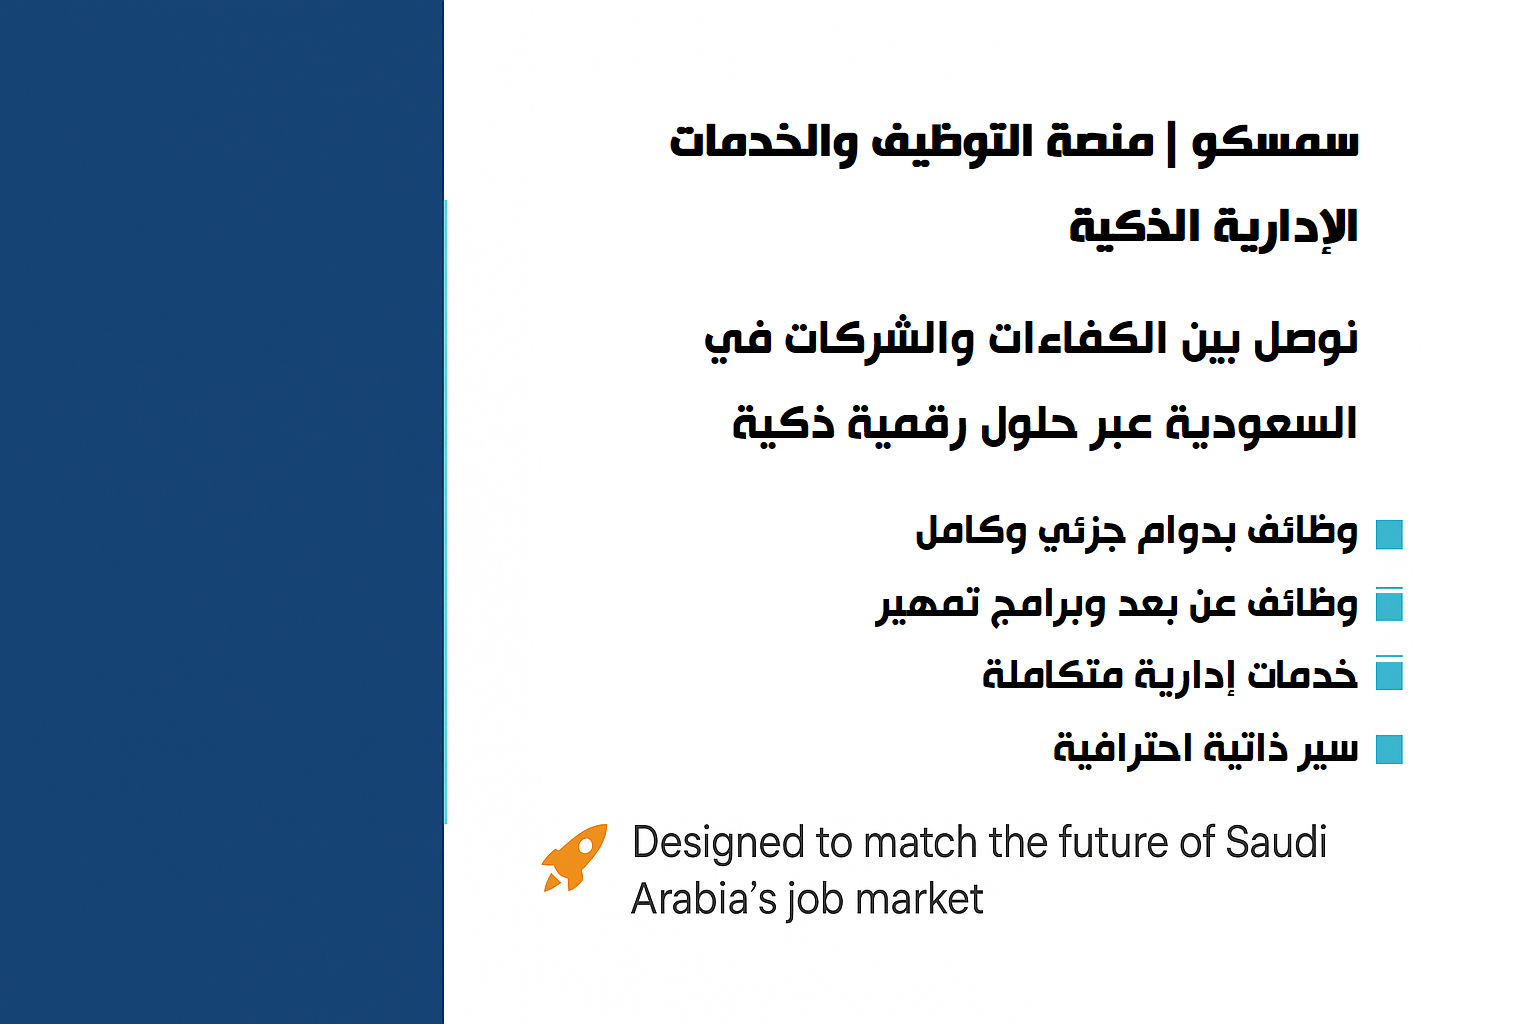 سمسكو | منصة التوظيف والخدمات
الإدارية الذكية
نوصل بين الكفاءات والشركات في
السعودية عبر حلول رقمية ذكية
وظائف بدوام جزئي وكامل
وظائف عن بعد وبرامج تمهير
خدمات إدارية متكاملة
سير ذاتية احترافية
Designed to match the future of Saudi
Arabia’s job market